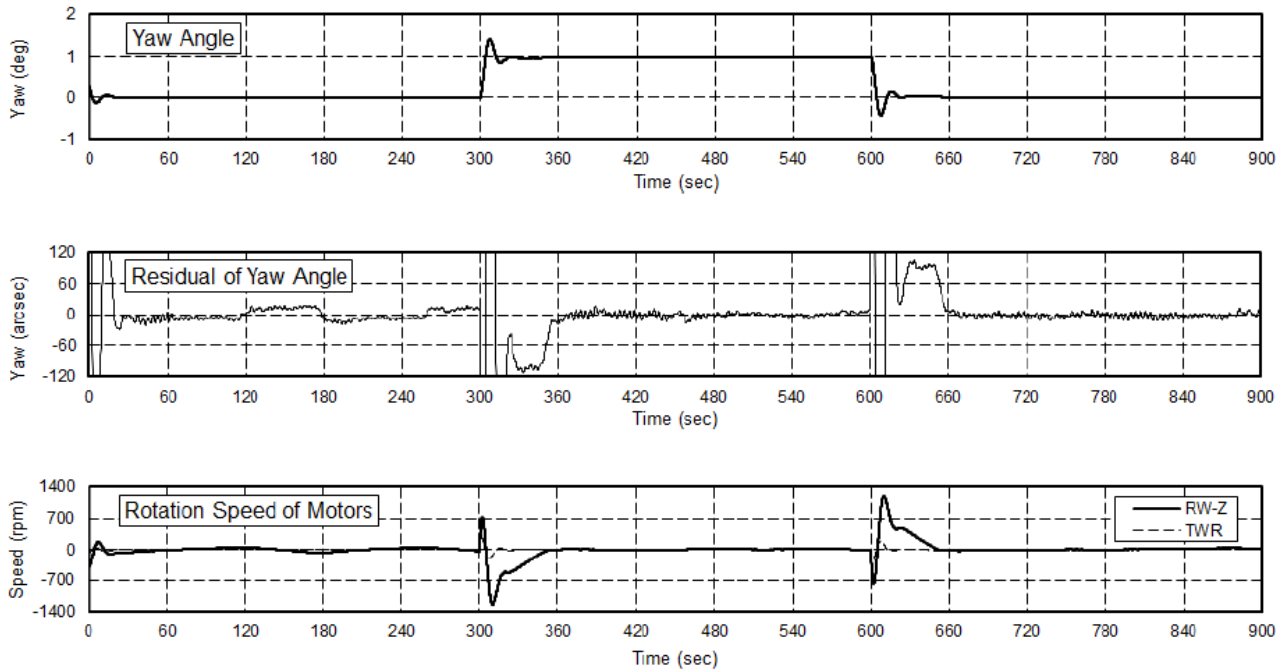 Yaw Angle
Yaw (deg)
2
1
0
-1
0 60 120 180 240 300 360 420 480 540 600 660 720 780 840 900
Time (sec)
Residual of Yaw Angle
Yaw (arcsec)
120
60
0
-60
-120
0 60 120 180 240 300 360 420 480 540 600 660 720 780 840 900
Time (sec)
Rotation Speed of Motors
Speed (rpm)
1400
700
0
-700
-1400
RW-Z
TWR
0 60 120 180 240 300 360 420 480 540 600 660 720 780 840 900
Time (sec)